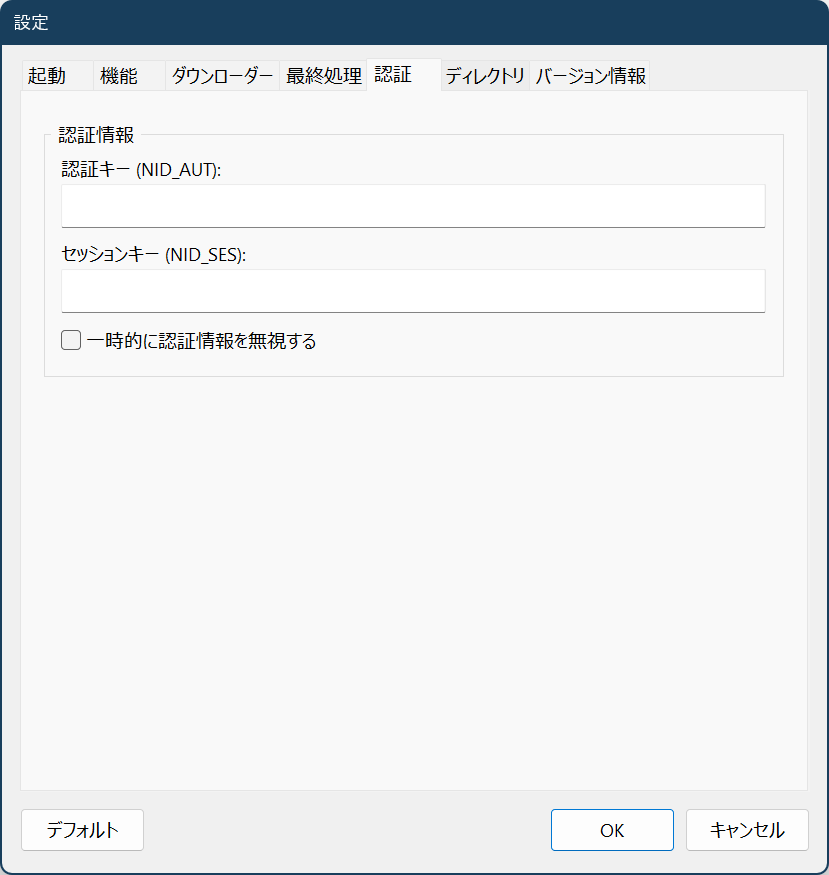 設定
起動 機能 ダウンローダー 最終処理 認証 ディレクトリ バージョン情報
認証情報
認証キー (NID_AUT):
セッションキー (NID_SES):
一時的に認証情報を無視する
デフォルト OK キャンセル